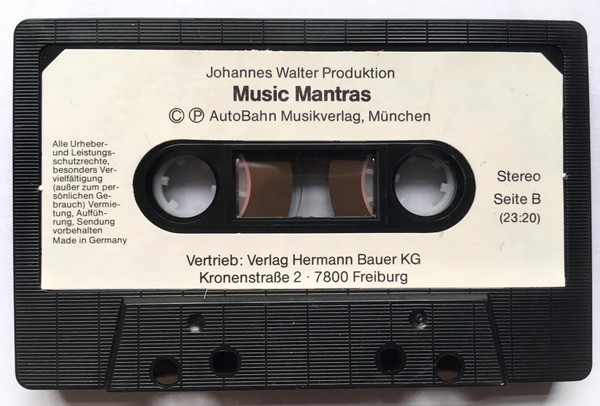 Johannes Walter Produktion
Music Mantras
© ℗ AutoBahn Musikverlag, München
Alle Urheber-
und Leistungs-
schutzrechte,
besonders Ver-
vielfältigung
(außer zum per-
sönlichen Ge-
brauch) Vermie-
tung, Auffüh-
rung, Sendung
vorbehalten
Made in Germany
Stereo
Seite B
(23:20)
Vertrieb: Verlag Hermann Bauer KG
Kronenstraße 2 · 7800 Freiburg